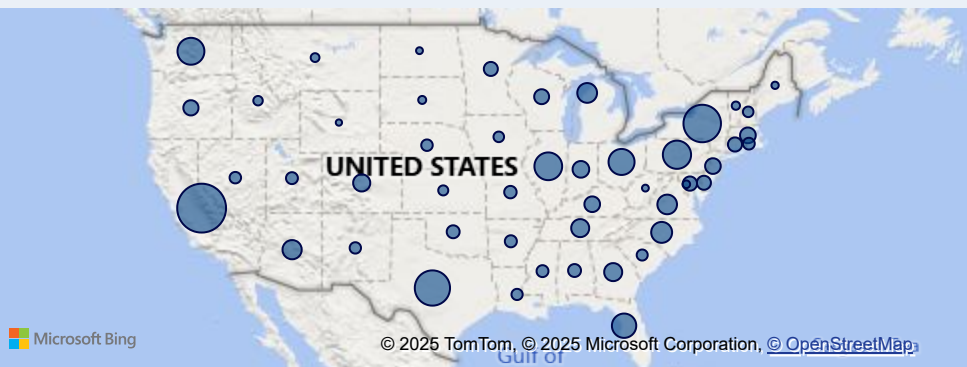 UNITED STATES
Microsoft Bing
© 2025 TomTom, © 2025 Microsoft Corporation, © OpenStreetMap
Gulf of